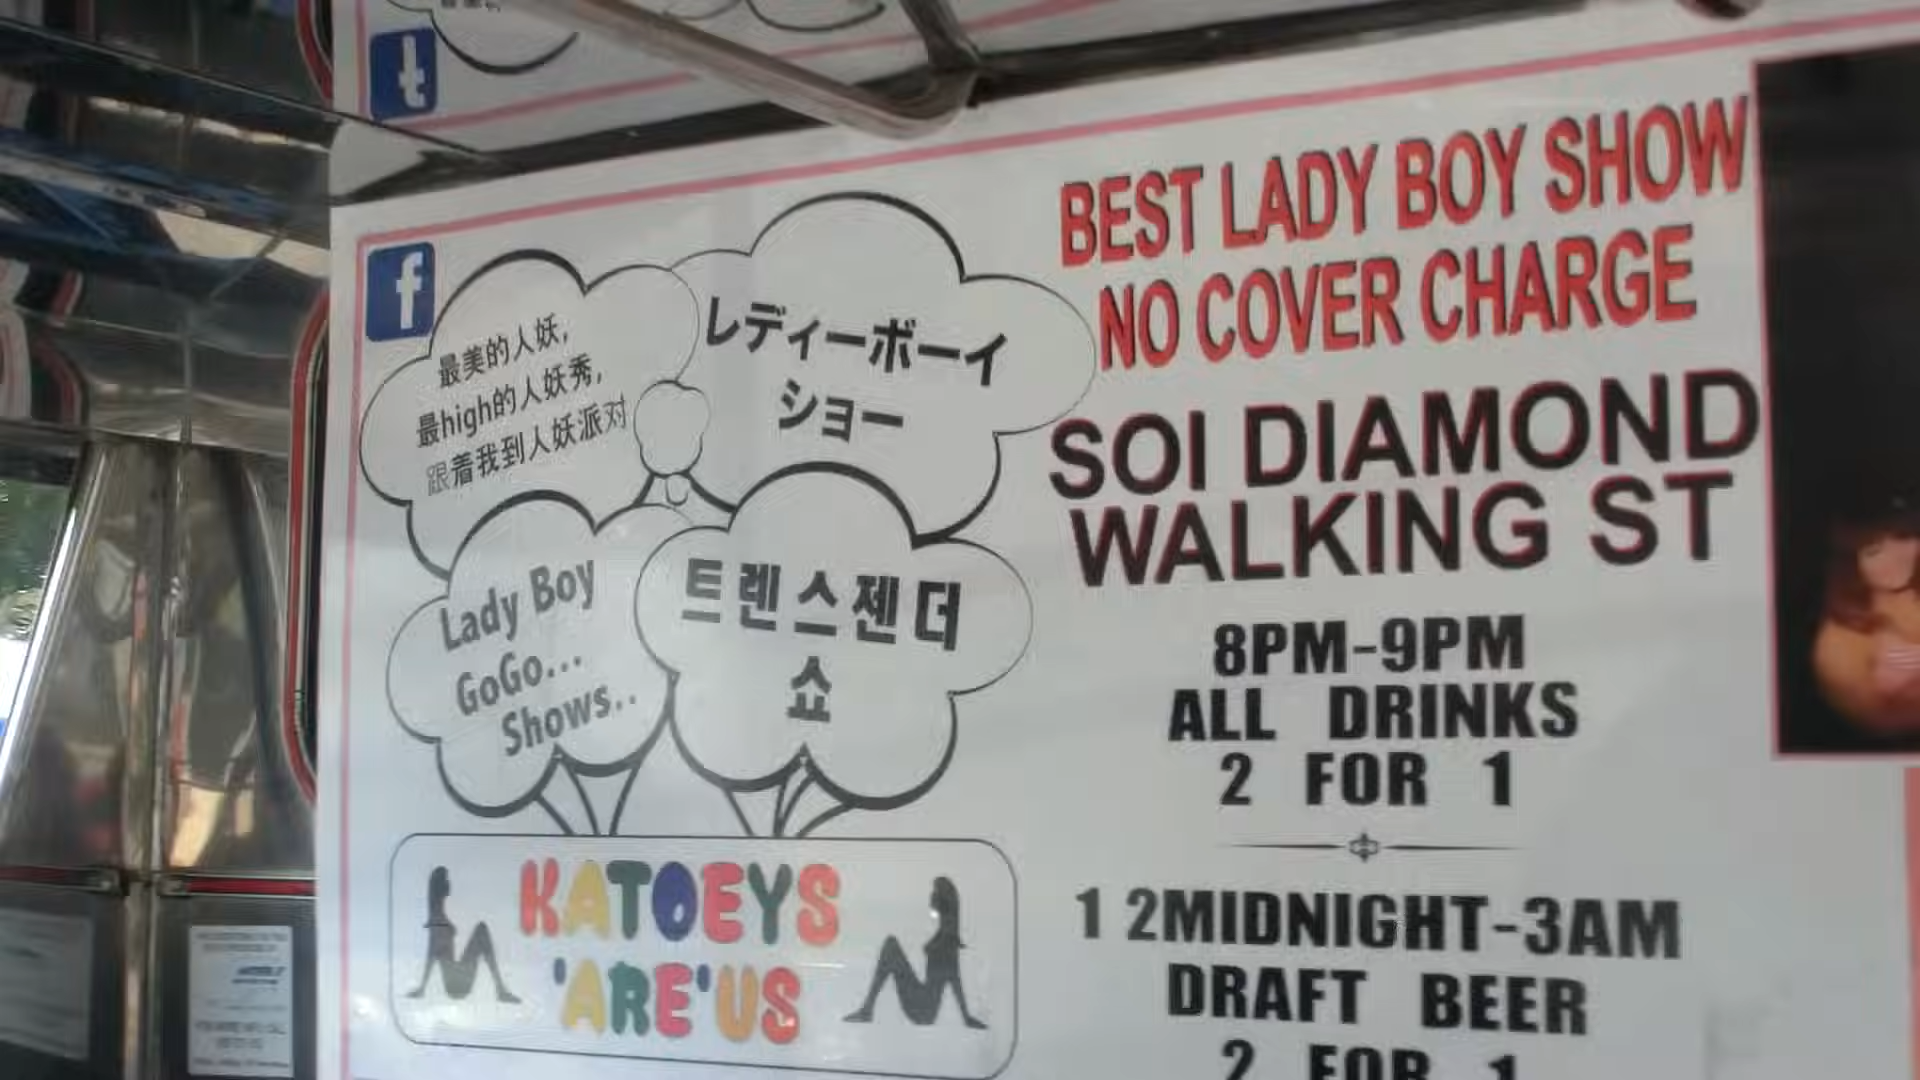 t
f
最美的人妖,
最high的人妖秀,
跟着我到人妖派对
レディーボーイ
ショー
Lady Boy
GoGo...
Shows..
트렌스젠더
쇼
KATOEYS
'ARE'US
BEST LADY BOY SHOW
NO COVER CHARGE
SOI DIAMOND
WALKING ST
8PM-9PM
ALL DRINKS
2 FOR 1
12MIDNIGHT-3AM
DRAFT BEER
2 FOR 1